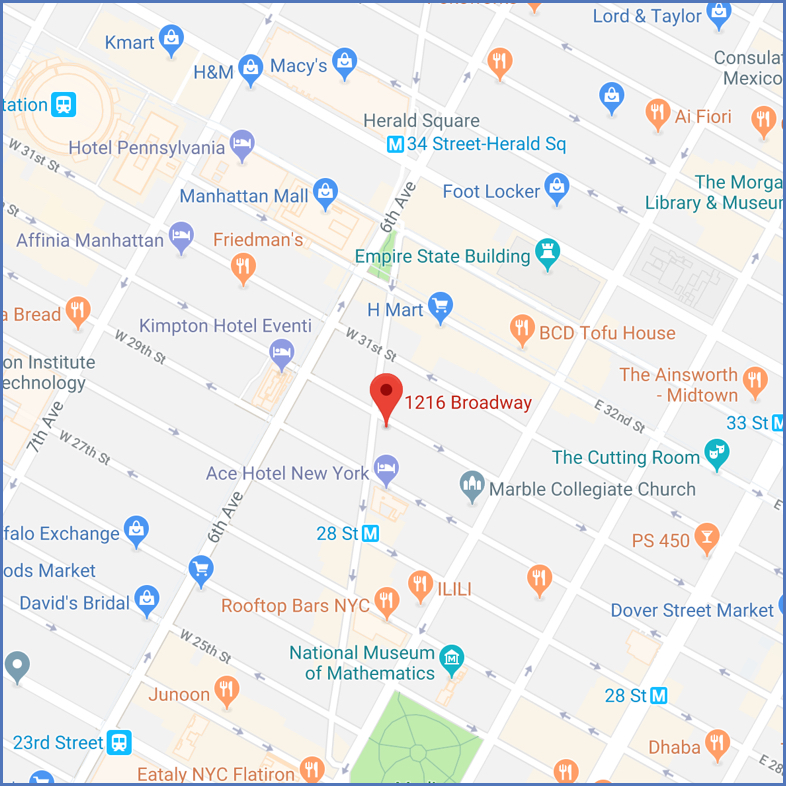 Lord & Taylor
Kmart
Macy's
H&M
Consulat
Mexico
tation
Ai Fiori
Herald Square
M 34 Street-Herald Sq
W 31st St
Hotel Pennsylvania
6th Ave
Foot Locker
The Morga
Library & Museum
Manhattan Mall
St
Affinia Manhattan
Friedman's
Empire State Building
H Mart
a Bread
Kimpton Hotel Eventi
W 31st St
BCD Tofu House
W 29th St
on Institute
echnology
The Ainsworth
- Midtown
1216 Broadway
E 32nd St
33 St M
7th Ave
W 27th St
The Cutting Room
Ace Hotel New York
Marble Collegiate Church
6th Ave
ffalo Exchange
28 St M
PS 450
ods Market
ILILI
David's Bridal
Rooftop Bars NYC
Dover Street Market
W 25th St
National Museum
of Mathematics
Junoon
28 St M
23rd Street
Dhaba
Eataly NYC Flatiron
E 28